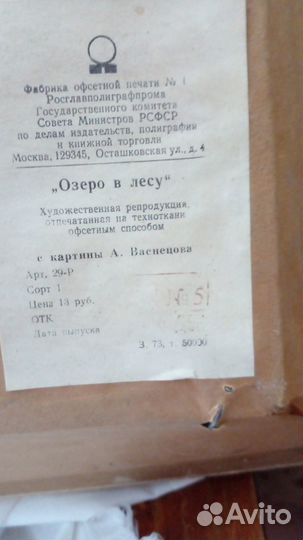 Фабрика офсетной печати № 1
Росглавполиграфпрома
Государственного комитета
Совета Министров РСФСР
по делам издательств, полиграфии
и книжной торговли
Москва, 129345, Осташковская ул., д. 4
„Озеро в лесу“
Художественная репродукция,
отпечатанная на техноткани
офсетным способом
с картины А. Васнецова
Арт. 29-Р
Сорт 1
Цена 13 руб.
№ 5
ОТК
Дата выпуска
З. 73, т. 50000
Avito